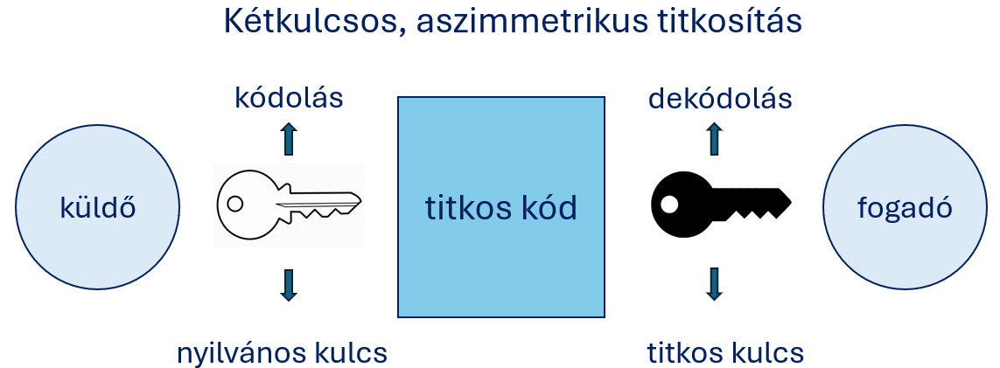 Kétkulcsos, aszimmetrikus titkosítás
kódolás
dekódolás
küldő
titkos kód
fogadó
nyilvános kulcs
titkos kulcs